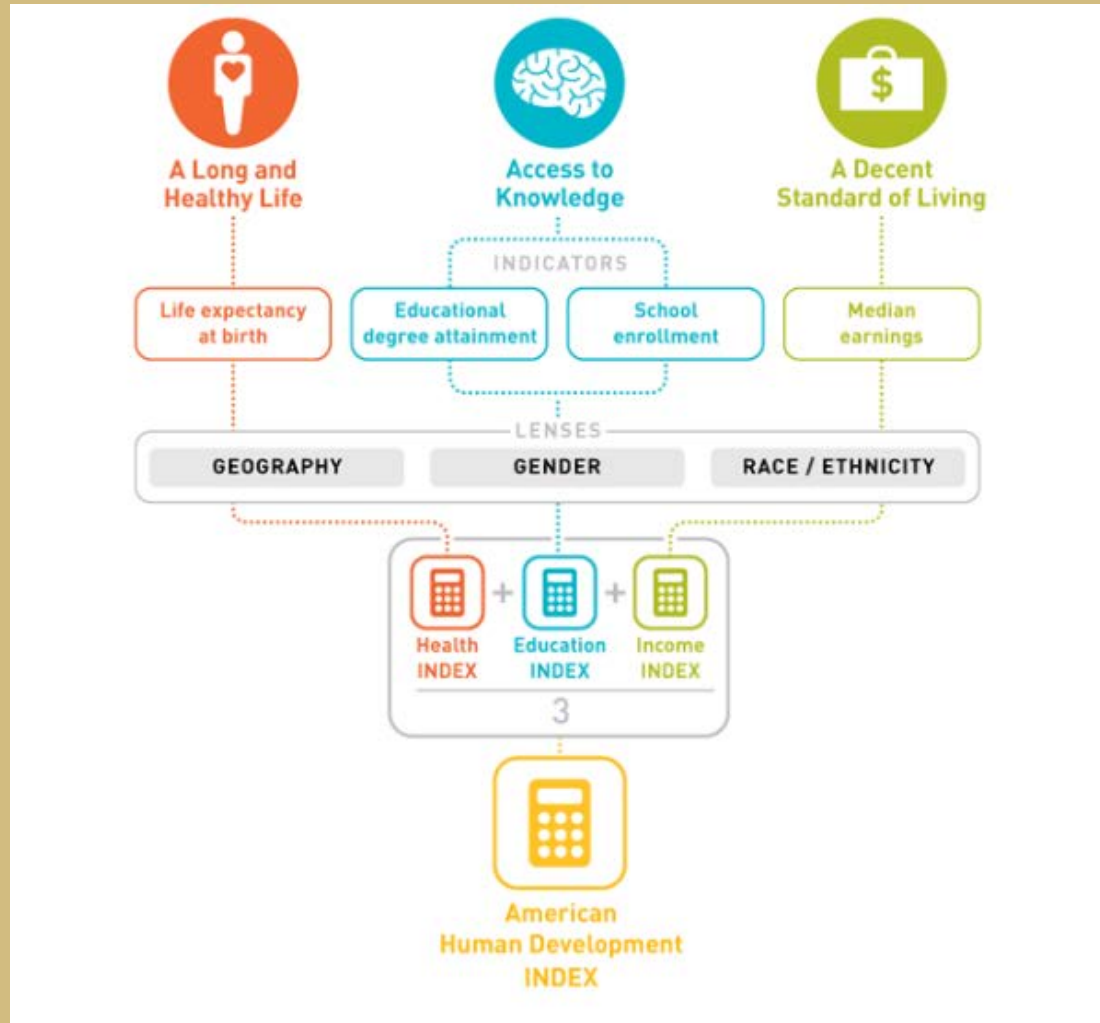 $
A Long and
Healthy Life
Access to
Knowledge
A Decent
Standard of Living
INDICATORS
Life expectancy
at birth
Educational
degree attainment
School
enrollment
Median
earnings
LENSES
GEOGRAPHY
GENDER
RACE / ETHNICITY
+ +
Health
INDEX
Education
INDEX
Income
INDEX
3
American
Human Development
INDEX